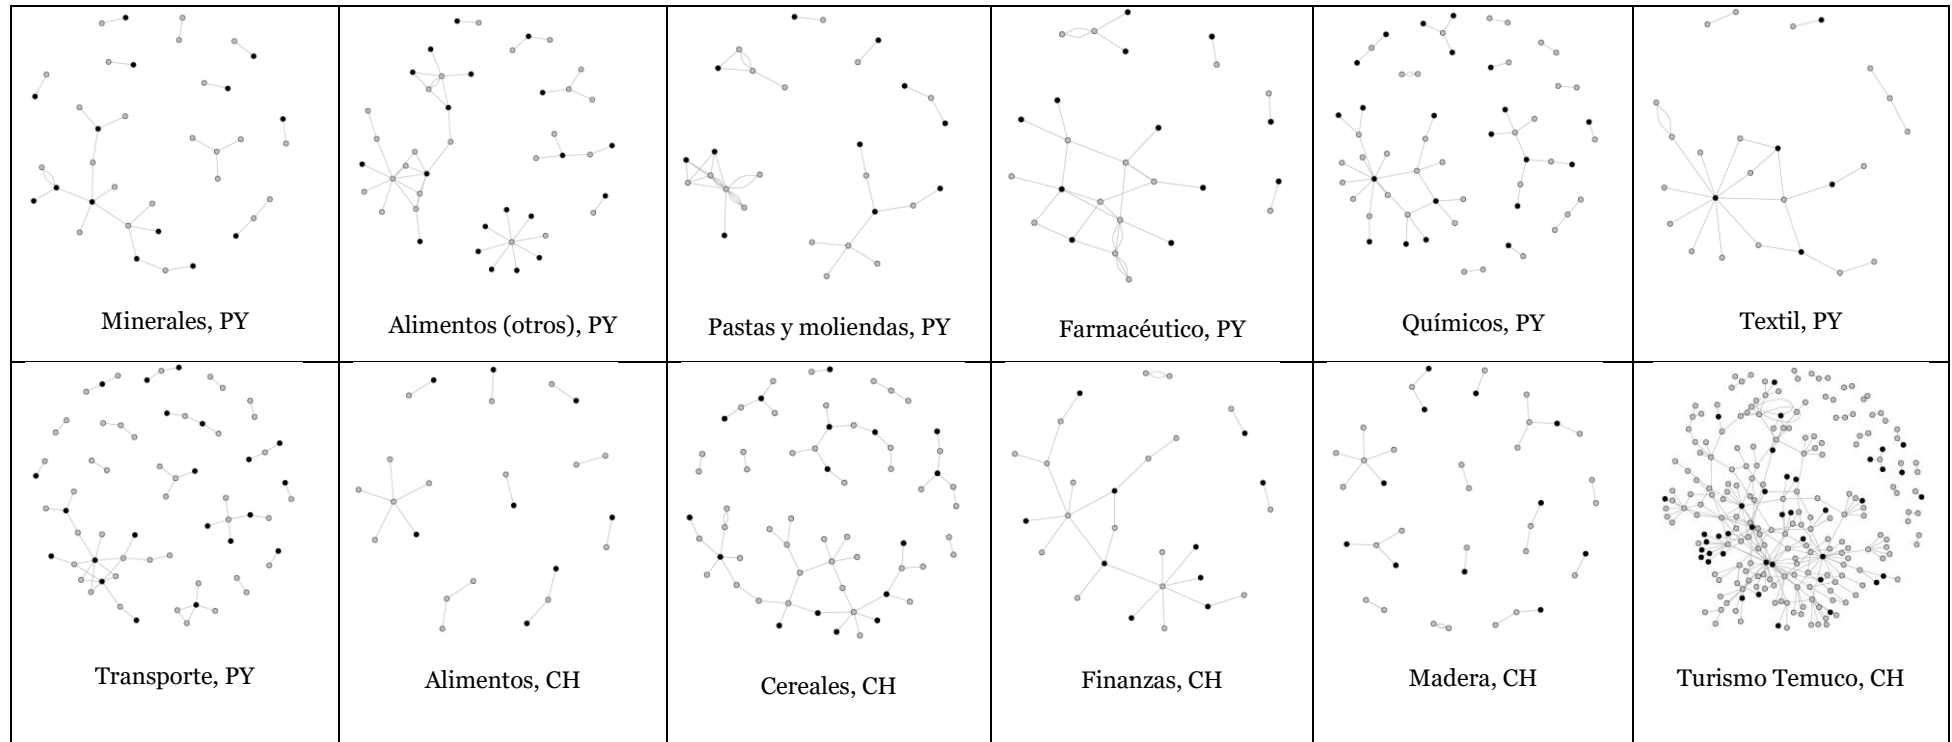 Minerales, PY
Alimentos (otros), PY
Pastas y moliendas, PY
Farmacéutico, PY
Químicos, PY
Textil, PY
Transporte, PY
Alimentos, CH
Cereales, CH
Finanzas, CH
Madera, CH
Turismo Temuco, CH